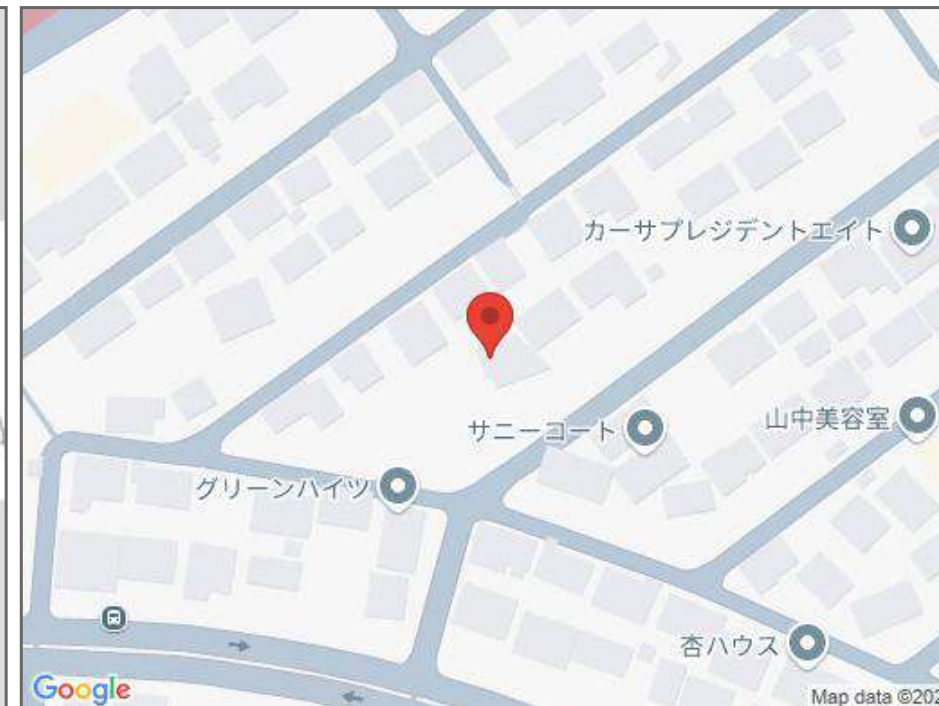 カーサプレジデントエイト
サニーコート
山中美容室
グリーンハイツ
杏ハウス
Google
Map data ©202